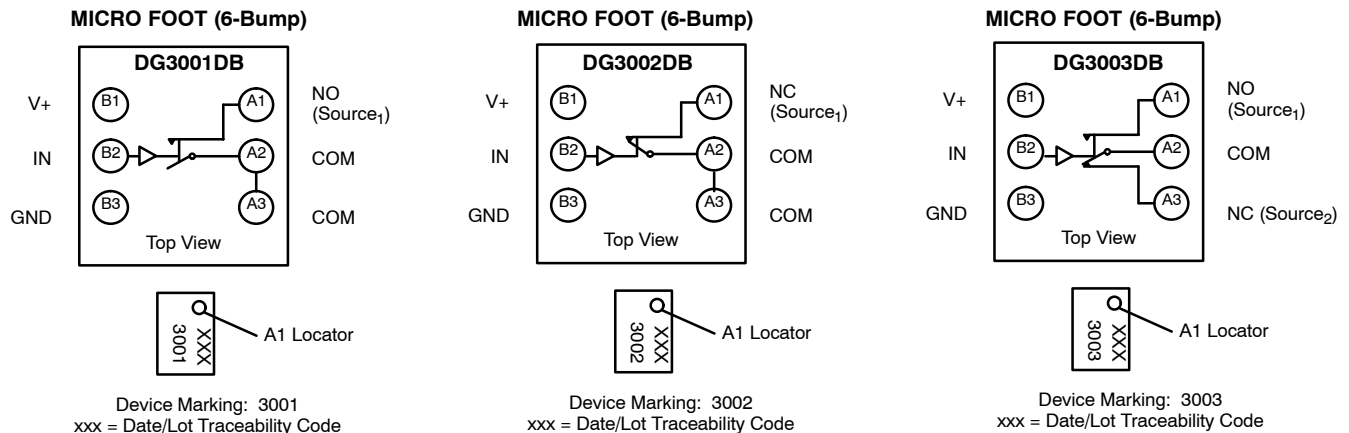 MICRO FOOT (6-Bump)
DG3001DB
V+
B1
A1
NO
(Source1)
IN
B2
A2
COM
GND
B3
A3
COM
Top View
XXX
3001
A1 Locator
Device Marking: 3001
xxx = Date/Lot Traceability Code
MICRO FOOT (6-Bump)
DG3002DB
V+
B1
A1
NC
(Source1)
IN
B2
A2
COM
GND
B3
A3
COM
Top View
XXX
3002
A1 Locator
Device Marking: 3002
xxx = Date/Lot Traceability Code
MICRO FOOT (6-Bump)
DG3003DB
V+
B1
A1
NO
(Source1)
IN
B2
A2
COM
GND
B3
A3
NC (Source2)
Top View
XXX
3003
A1 Locator
Device Marking: 3003
xxx = Date/Lot Traceability Code